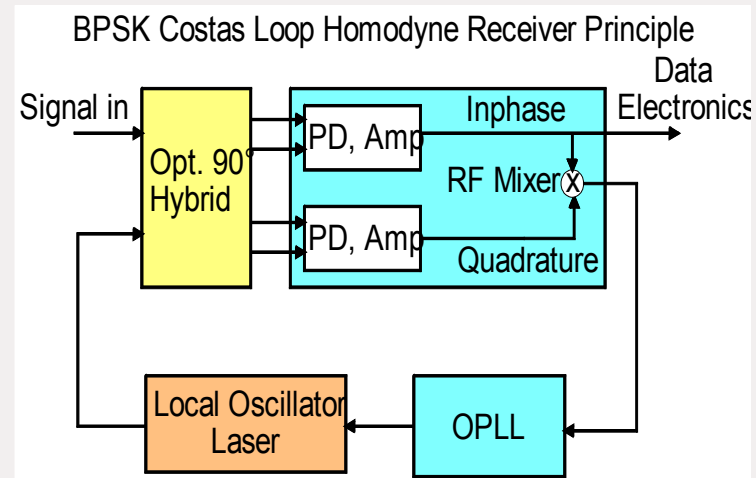 BPSK Costas Loop Homodyne Receiver Principle
Signal in
Opt. 90°
Hybrid
PD, Amp
PD, Amp
Inphase
RF Mixer
X
Quadrature
Data
Electronics
Local Oscillator
Laser
OPLL